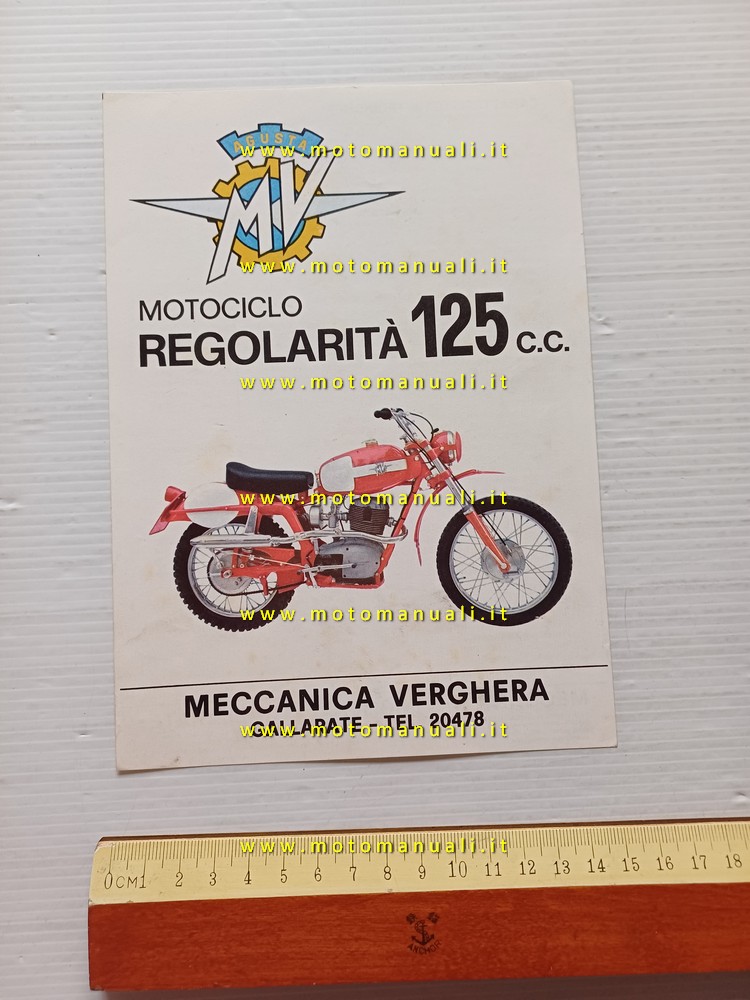 AGUSTA
www.motomanuali.it
MV
www.motomanuali.it
MOTOCICLO
REGOLARITÀ 125 C.C.
www.motomanuali.it
MV
www.motomanuali.it
www.motomanuali.it
MECCANICA VERGHERA
GALLARATE - TEL. 20478
www.motomanuali.it
www.motomanuali.it
0 CM 1 2 3 4 5 6 7 8 9 10 11 12 13 14 15 16 17 18